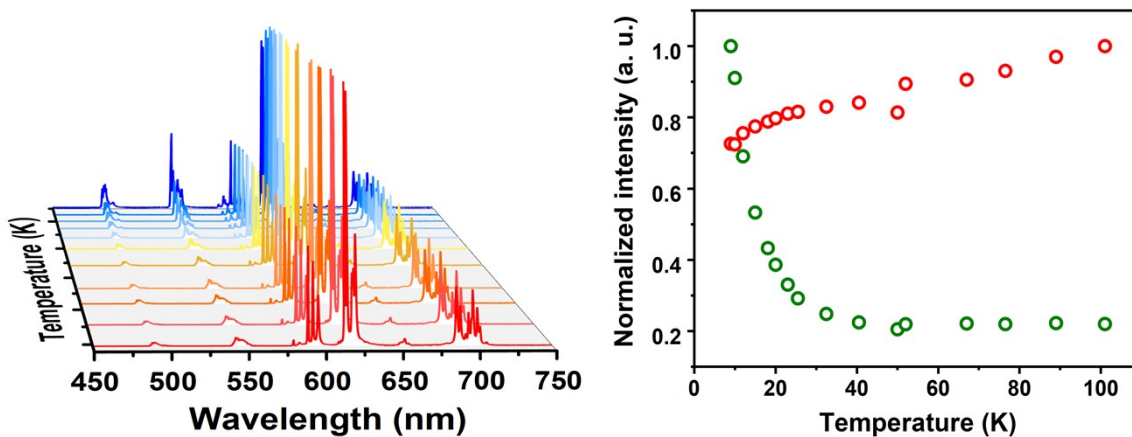 Temperature (K)
450 500 550 600 650 700 750
Wavelength (nm)
Normalized intensity (a. u.)
1.0
0.8
0.6
0.4
0.2
0 20 40 60 80 100
Temperature (K)